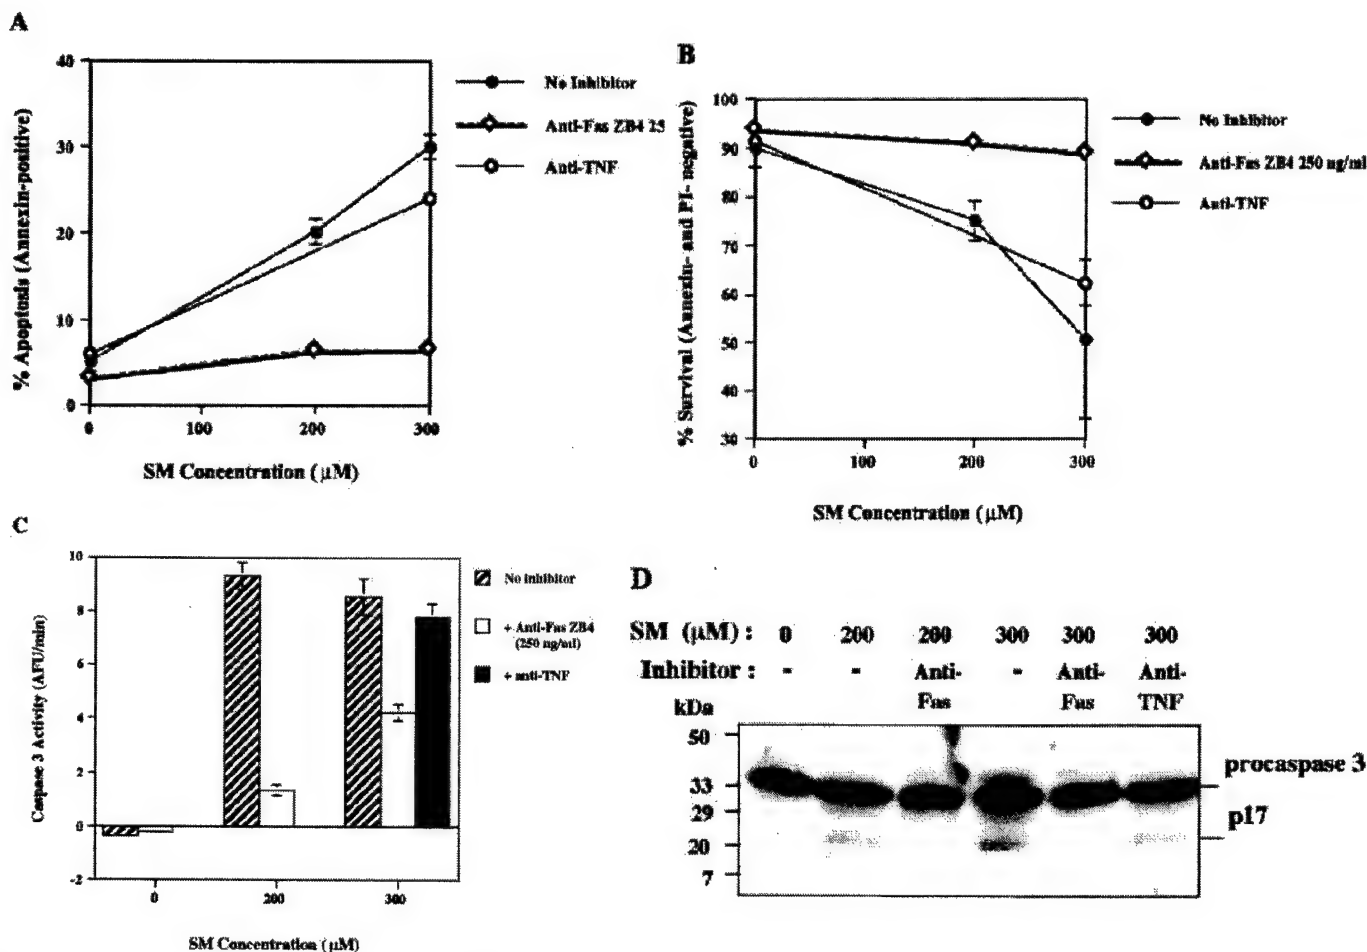 A
40
30
20
10
0
% Apoptosis (Annexin-positive)
0 100 200 300
SM Concentration (µM)
No Inhibitor
Anti-Fas ZB4 25
Anti-TNF
B
100
90
80
70
60
50
40
30
% Survival (Annexin- and PI- negative)
0 100 200 300
SM Concentration (µM)
No Inhibitor
Anti-Fas ZB4 250 ng/ml
Anti-TNF
C
10
8
6
4
2
0
-2
Caspase 3 Activity (AFU/min)
0 200 300
SM Concentration (µM)
No inhibitor
+ Anti-Fas ZB4
(250 ng/ml)
+ anti-TNF
D
SM (µM) : 0 200 200 300 300 300
Inhibitor : - - Anti- - Anti- Anti-
Fas Fas TNF
kDa
50
33
29
20
7
procaspase 3
p17